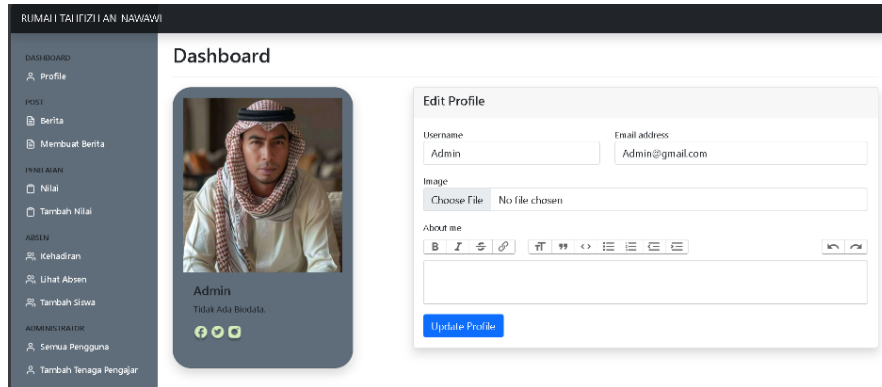 RUMAH TAHFIZH AN NAWAWI
DASHBOARD
Profile
POST
Berita
Membuat Berita
PENILAIAN
Nilai
Tambah Nilai
ABSEN
Kehadiran
Lihat Absen
Tambah Siswa
ADMINISTRATOR
Semua Pengguna
Tambah Tenaga Pengajar
Dashboard
Admin
Tidak Ada Biodata.
Edit Profile
Username Email address
Admin Admin@gmail.com
Image
Choose File No file chosen
About me
Update Profile